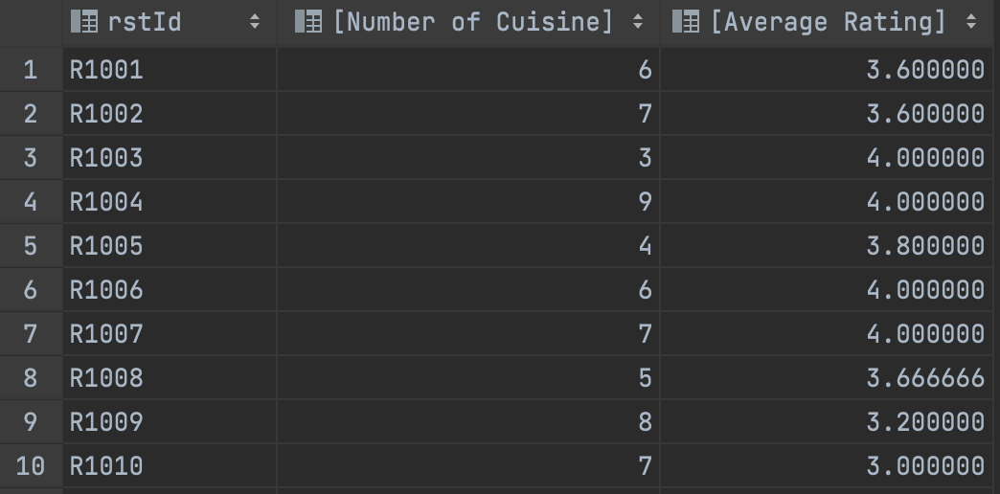 rstId [Number of Cuisine] [Average Rating]
1 R1001 6 3.600000
2 R1002 7 3.600000
3 R1003 3 4.000000
4 R1004 9 4.000000
5 R1005 4 3.800000
6 R1006 6 4.000000
7 R1007 7 4.000000
8 R1008 5 3.666666
9 R1009 8 3.200000
10 R1010 7 3.000000